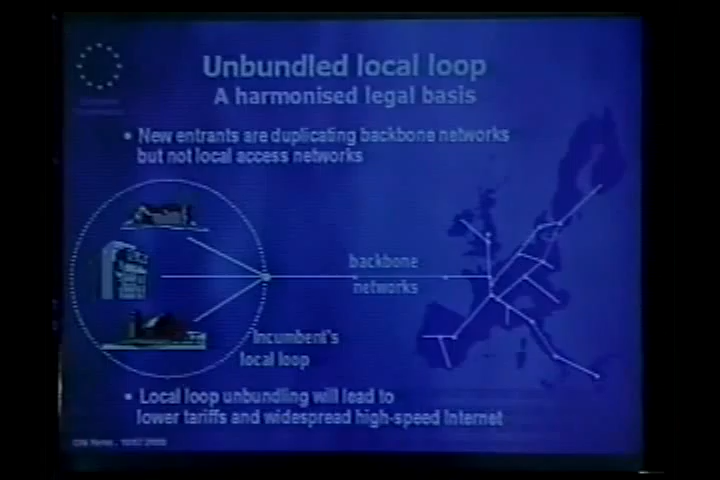 Unbundled local loop
A harmonised legal basis
• New entrants are duplicating backbone networks
but not local access networks
backbone
networks
Incumbent's
local loop
• Local loop unbundling will lead to
lower tariffs and widespread high-speed Internet